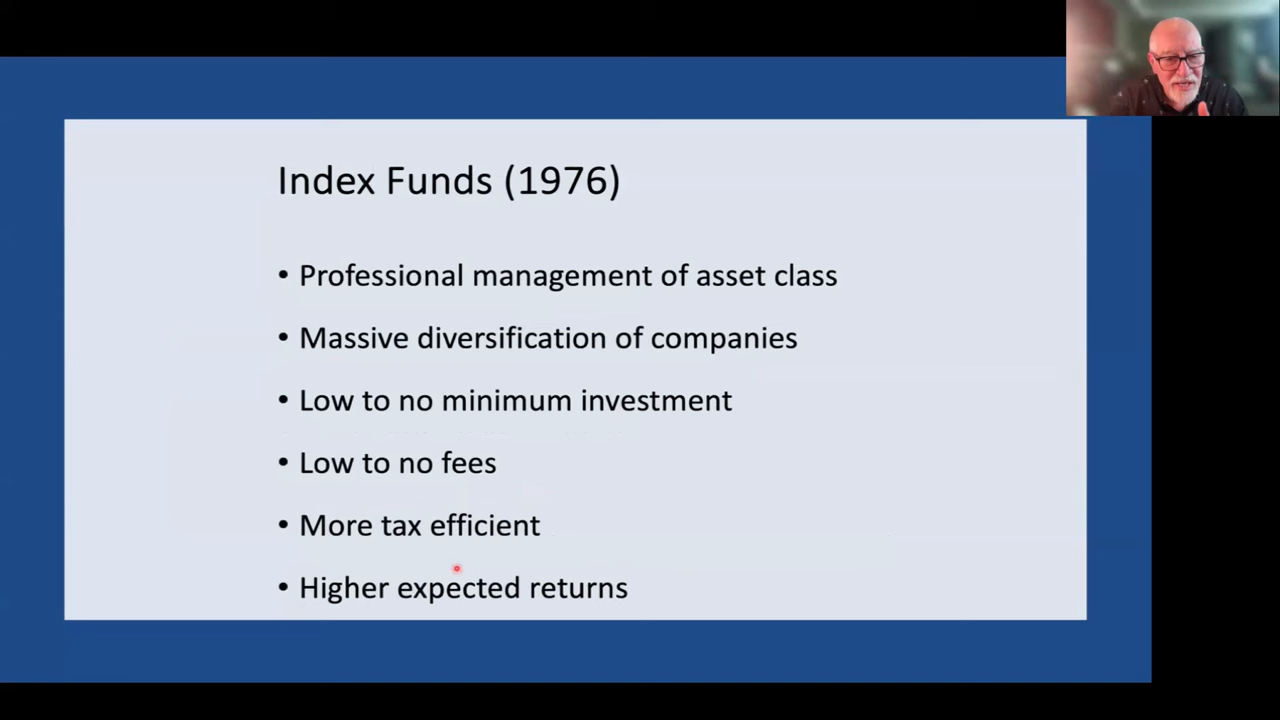 Index Funds (1976)
• Professional management of asset class
• Massive diversification of companies
• Low to no minimum investment
• Low to no fees
• More tax efficient
• Higher expected returns